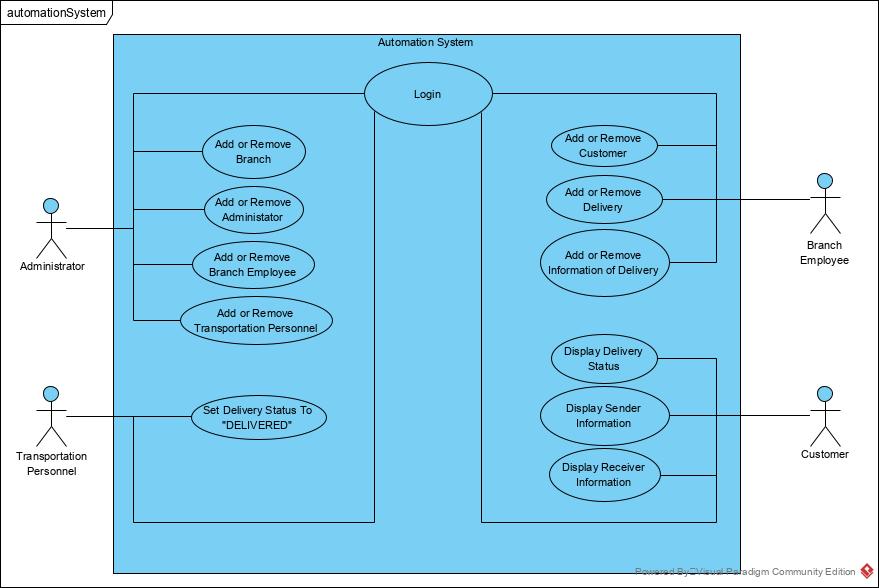 automationSystem
Automation System
Login
Add or Remove
Branch
Add or Remove
Administator
Add or Remove
Branch Employee
Add or Remove
Transportation Personnel
Set Delivery Status To
"DELIVERED"
Add or Remove
Customer
Add or Remove
Delivery
Add or Remove
Information of Delivery
Display Delivery
Status
Display Sender
Information
Display Receiver
Information
Administrator
Transportation
Personnel
Branch
Employee
Customer
Powered By Visual Paradigm Community Edition